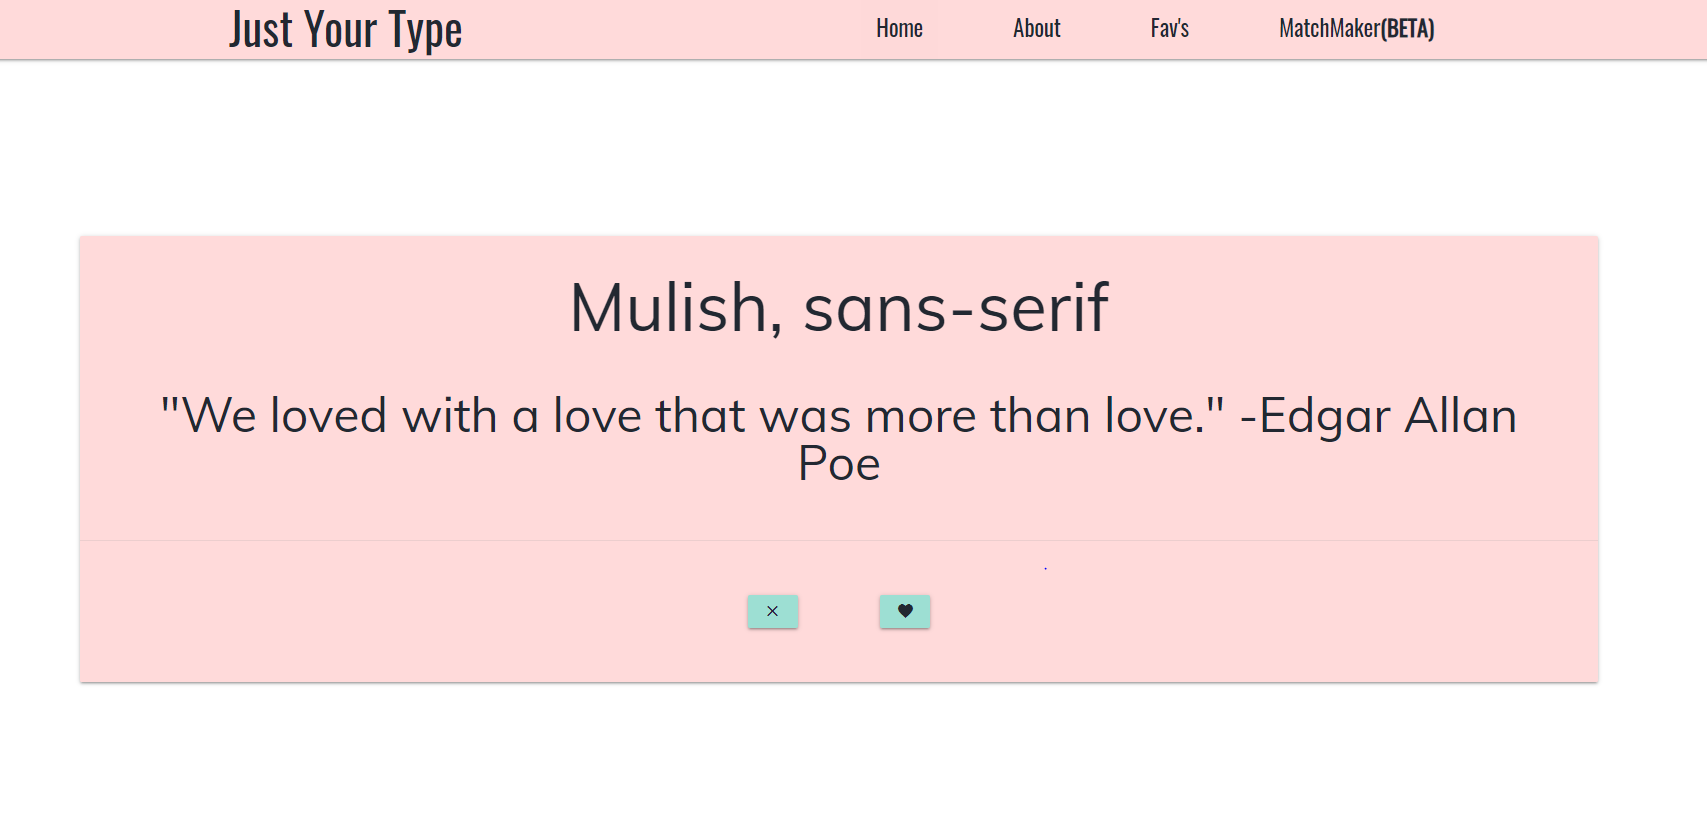 Just Your Type
Home About Fav's MatchMaker(BETA)
Mulish, sans-serif
"We loved with a love that was more than love." -Edgar Allan
Poe